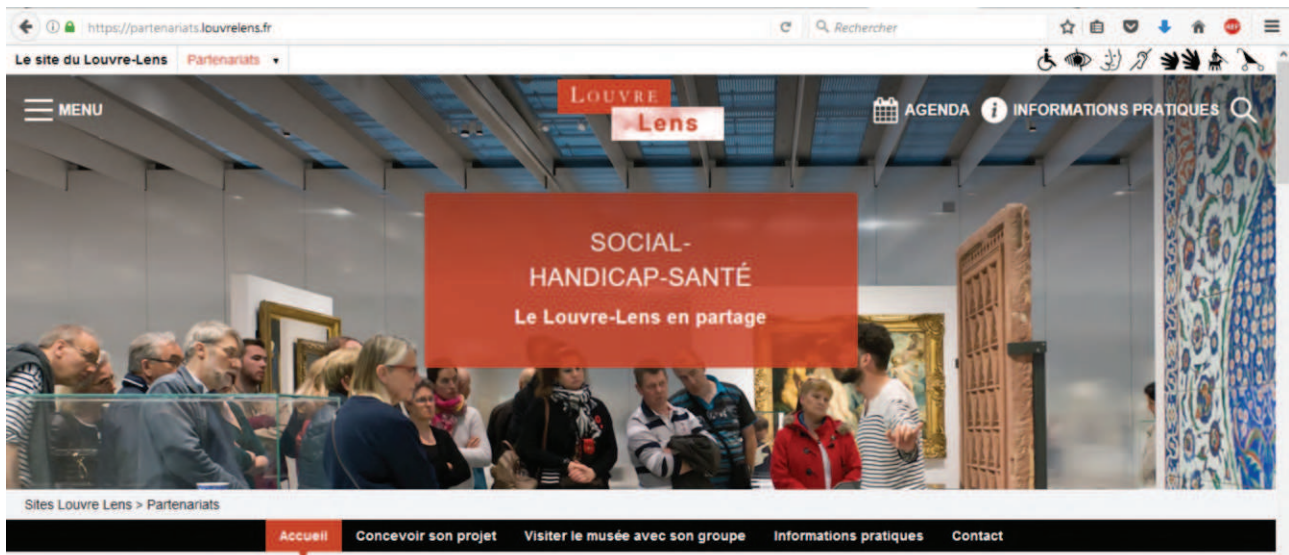 https://partenariats.louvrelens.fr
Rechercher
ABP
Le site du Louvre-Lens Partenariats
MENU
LOUVRE
Lens
AGENDA
i INFORMATIONS PRATIQUES
SOCIAL-
HANDICAP-SANTÉ
Le Louvre-Lens en partage
Sites Louvre Lens > Partenariats
Accueil Concevoir son projet Visiter le musée avec son groupe Informations pratiques Contact